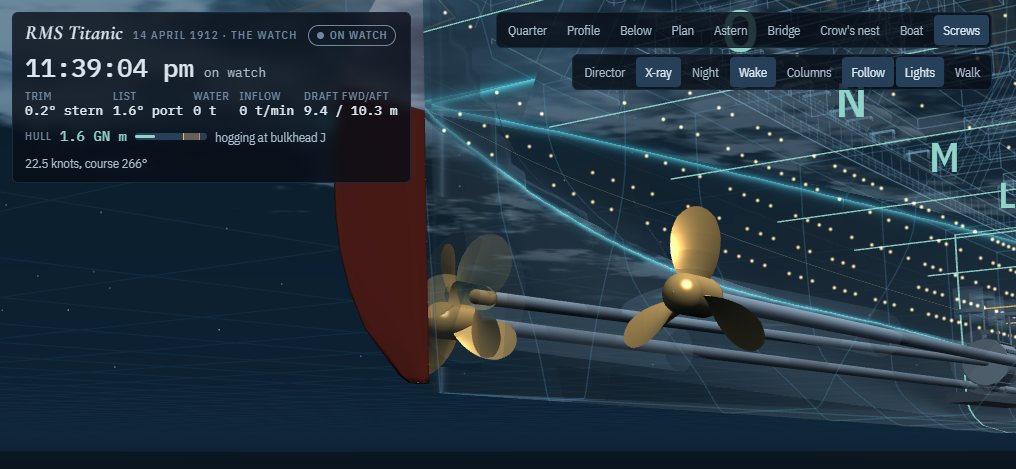 RMS Titanic 14 APRIL 1912 · THE WATCH ON WATCH
11:39:04 pm on watch
TRIM LIST WATER INFLOW DRAFT FWD/AFT
0.2° stern 1.6° port 0 t 0 t/min 9.4 / 10.3 m
HULL 1.6 GN m hogging at bulkhead J
22.5 knots, course 266°
Quarter Profile Below Plan Astern Bridge Crow's nest Boat Screws
Director X-ray Night Wake Columns Follow Lights Walk
O
N
M
L